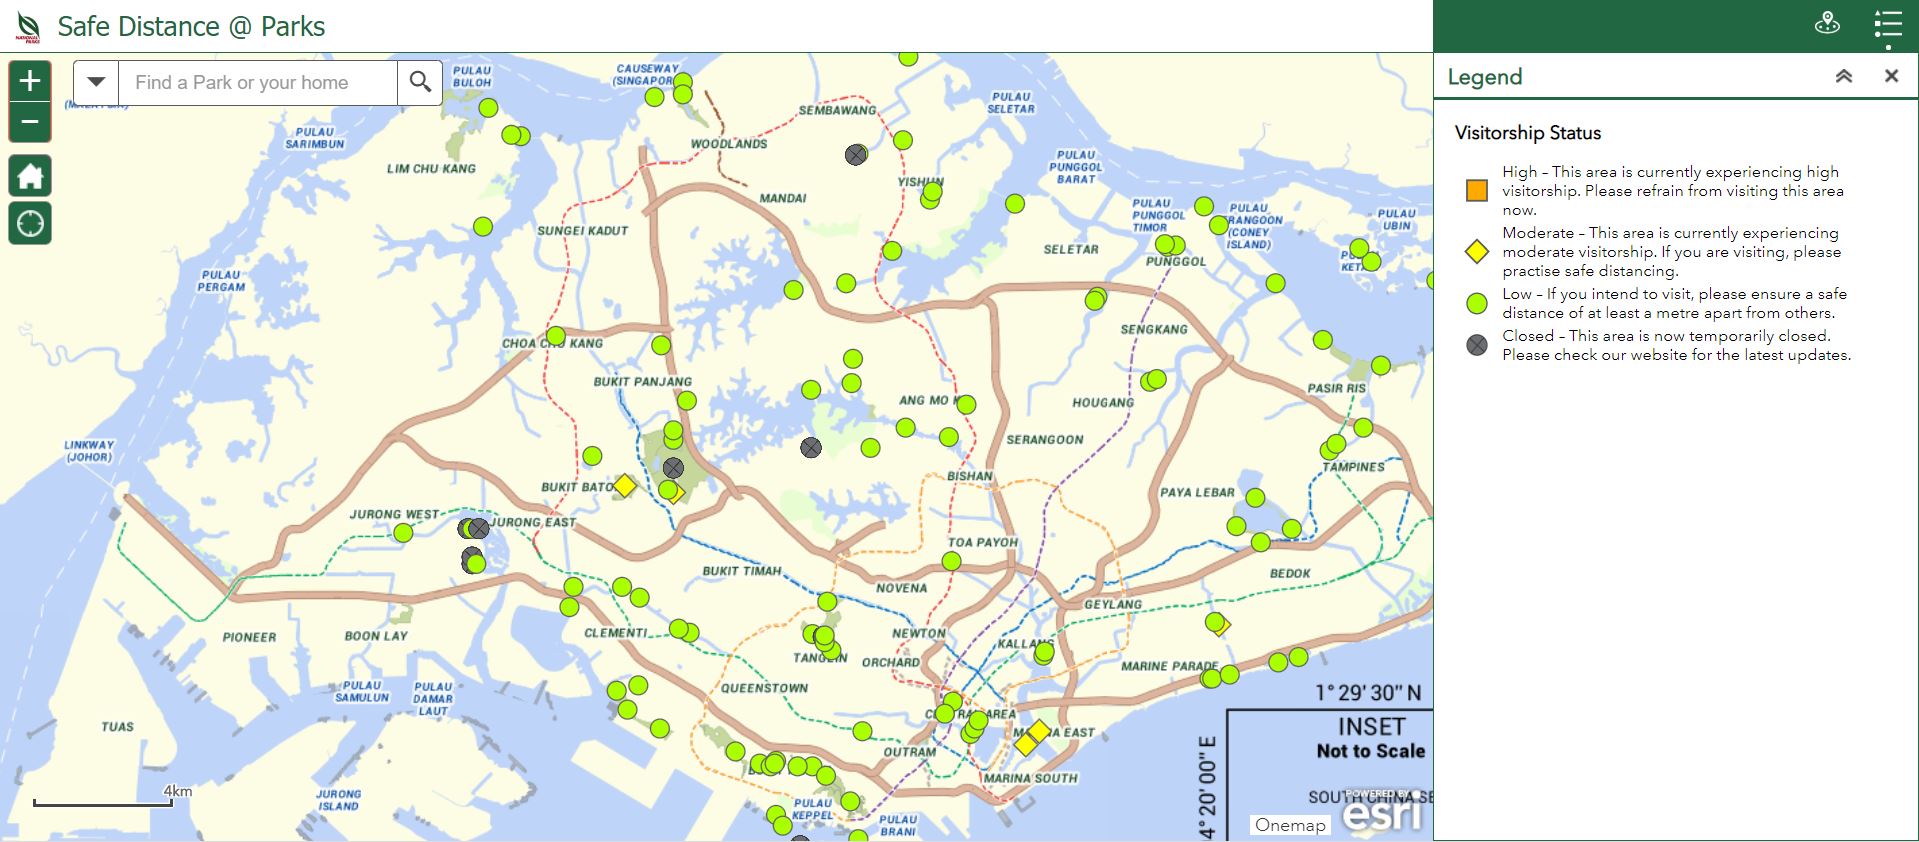 Safe Distance @ Parks
NATIONAL PARKS
+
−
Find a Park or your home
Legend
Visitorship Status
High – This area is currently experiencing high
visitorship. Please refrain from visiting this area
now.
Moderate – This area is currently experiencing
moderate visitorship. If you are visiting, please
practise safe distancing.
Low – If you intend to visit, please ensure a safe
distance of at least a metre apart from others.
Closed – This area is now temporarily closed.
Please check our website for the latest updates.
PULAU
BULOH
CAUSEWAY
SEMBAWANG
PULAU
SELETAR
PULAU
SARIMBUN
WOODLANDS
LIM CHU KANG
PULAU
PUNGGOL
BARAT
YISHUN
MANDAI
PULAU
PUNGGOL
TIMOR
PULAU
(CONEY
ISLAND)
PULAU
UBIN
SUNGEI KADUT
SELETAR
PUNGGOL
PULAU
PERGAM
SENGKANG
CHOA CHU KANG
BUKIT PANJANG
PASIR RIS
ANG MO
HOUGANG
LINKWAY
(JOHOR)
SERANGOON
TAMPINES
BISHAN
BUKIT BATO
PAYA LEBAR
JURONG WEST
JURONG EAST
TOA PAYOH
BUKIT TIMAH
BEDOK
NOVENA
GEYLANG
PIONEER
BOON LAY
CLEMENTI
NEWTON
KALLANG
TANGLIN
ORCHARD
MARINE PARADE
PULAU
SAMULUN
PULAU
DAMAR
LAUT
QUEENSTOWN
1° 29' 30" N
TUAS
INSET
Not to Scale
OUTRAM
4° 20' 00" E
MARINA SOUTH
4km
JURONG
ISLAND
PULAU
KEPPEL
PULAU
BRANI
SOUTH CHINA SE
POWERED BY
esri
Onemap